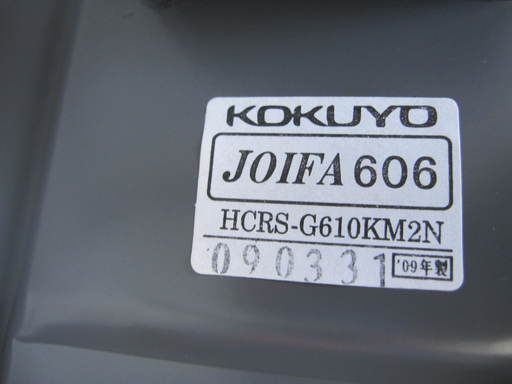 KOKUYO
JOIFA 606
HCRS-G610KM2N
090331 '09年製